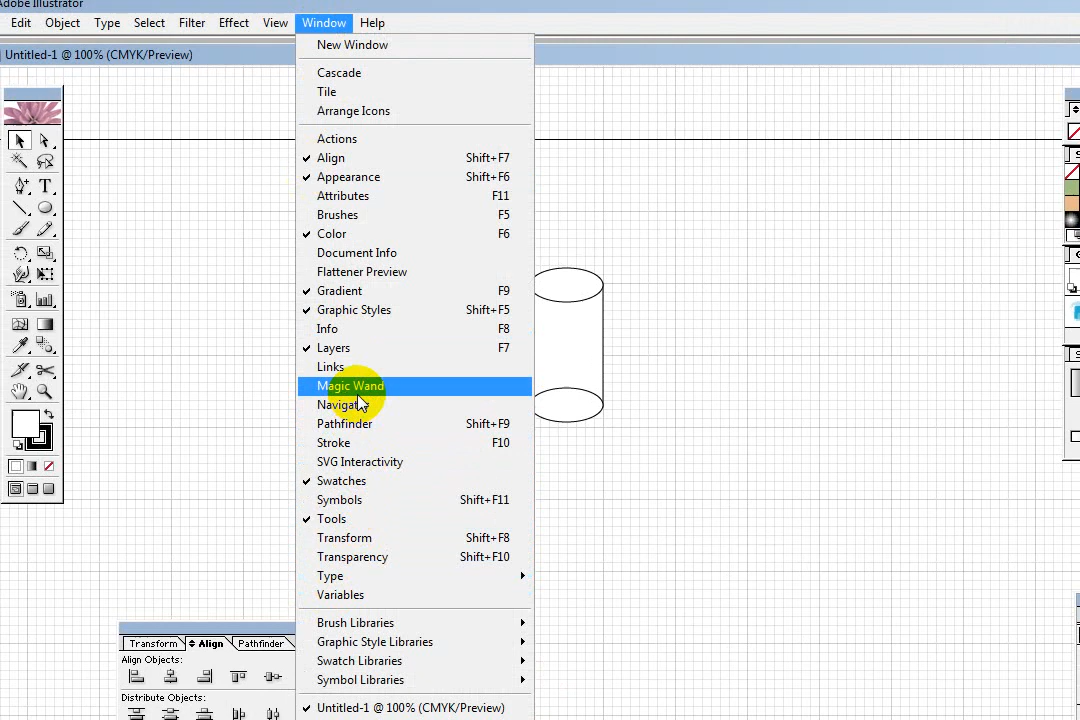 Adobe Illustrator
Edit Object Type Select Filter Effect View Window Help
Untitled-1 @ 100% (CMYK/Preview)
New Window
Cascade
Tile
Arrange Icons
Actions
Align Shift+F7
Appearance Shift+F6
Attributes F11
Brushes F5
Color F6
Document Info
Flattener Preview
Gradient F9
Graphic Styles Shift+F5
Info F8
Layers F7
Links
Magic Wand
Navigator
Pathfinder Shift+F9
Stroke F10
SVG Interactivity
Swatches
Symbols Shift+F11
Tools
Transform Shift+F8
Transparency Shift+F10
Type
Variables
Brush Libraries
Graphic Style Libraries
Swatch Libraries
Symbol Libraries
Untitled-1 @ 100% (CMYK/Preview)
Transform Align Pathfinder
Align Objects:
Distribute Objects: